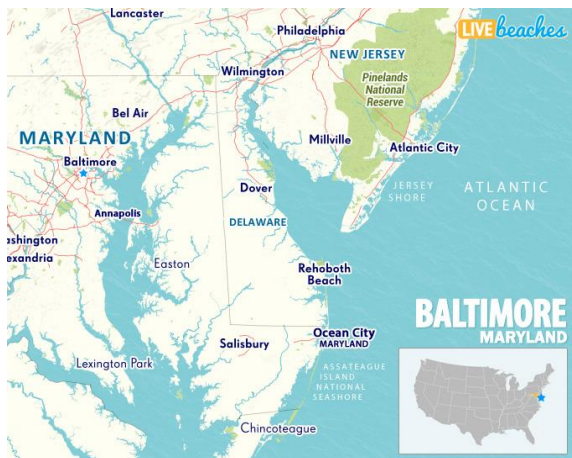 Lancaster
Philadelphia
LIVE beaches
NEW JERSEY
Wilmington
Pinelands
National
Reserve
Bel Air
MARYLAND
Millville
Atlantic City
Baltimore
Dover
JERSEY
SHORE
ATLANTIC
OCEAN
Annapolis
DELAWARE
ashington
exandria
Easton
Rehoboth
Beach
BALTIMORE
MARYLAND
Ocean City
MARYLAND
Salisbury
Lexington Park
ASSATEAGUE
ISLAND
NATIONAL
SEASHORE
Chincoteague